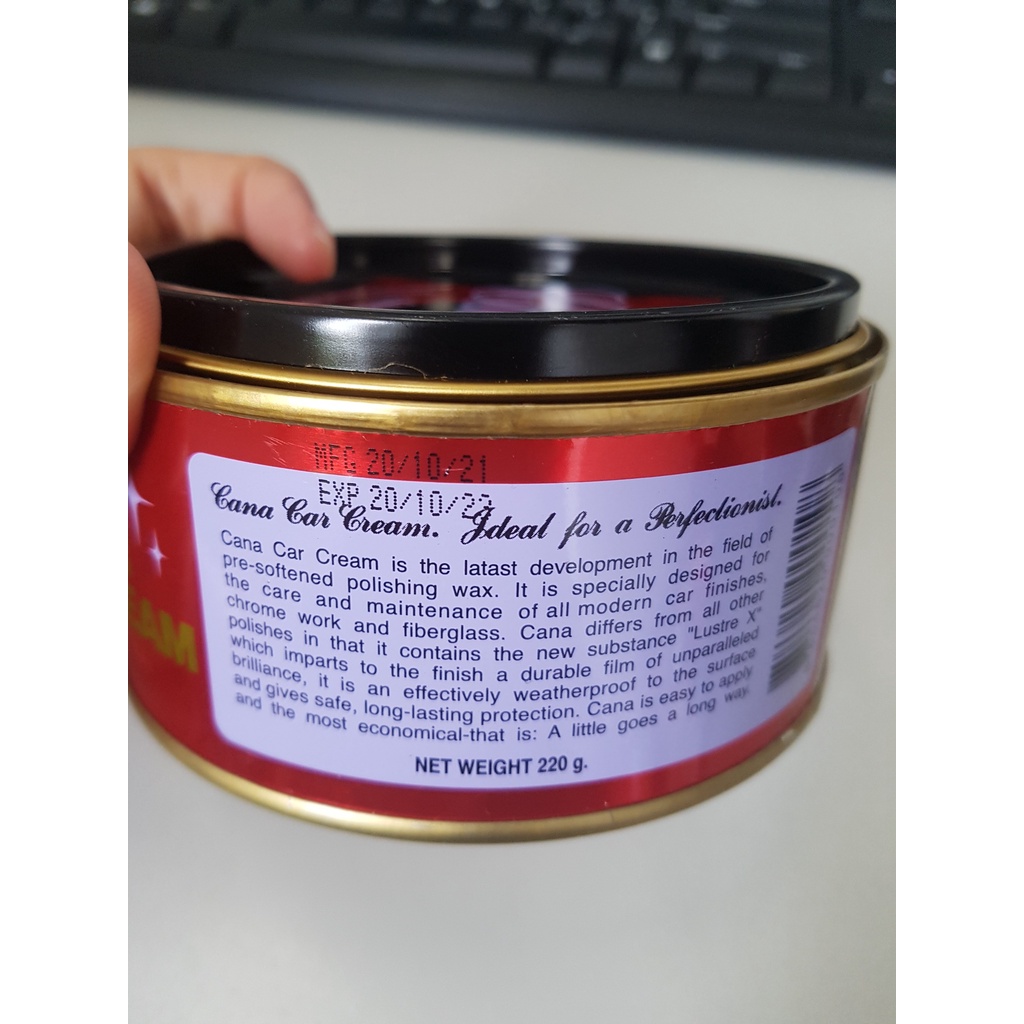 MFG 20/10/21
EXP 20/10/23
Cana Car Cream. Ideal for a Perfectionist.
Cana Car Cream is the latast development in the field of
pre-softened polishing wax. It is specially designed for
the care and maintenance of all modern car finishes,
chrome work and fiberglass. Cana differs from all other
polishes in that it contains the new substance "Lustre X"
which imparts to the finish a durable film of unparalleled
brilliance, it is an effectively weatherproof to the surface
and gives safe, long-lasting protection. Cana is easy to apply
and the most economical-that is: A little goes a long way.
NET WEIGHT 220 g.